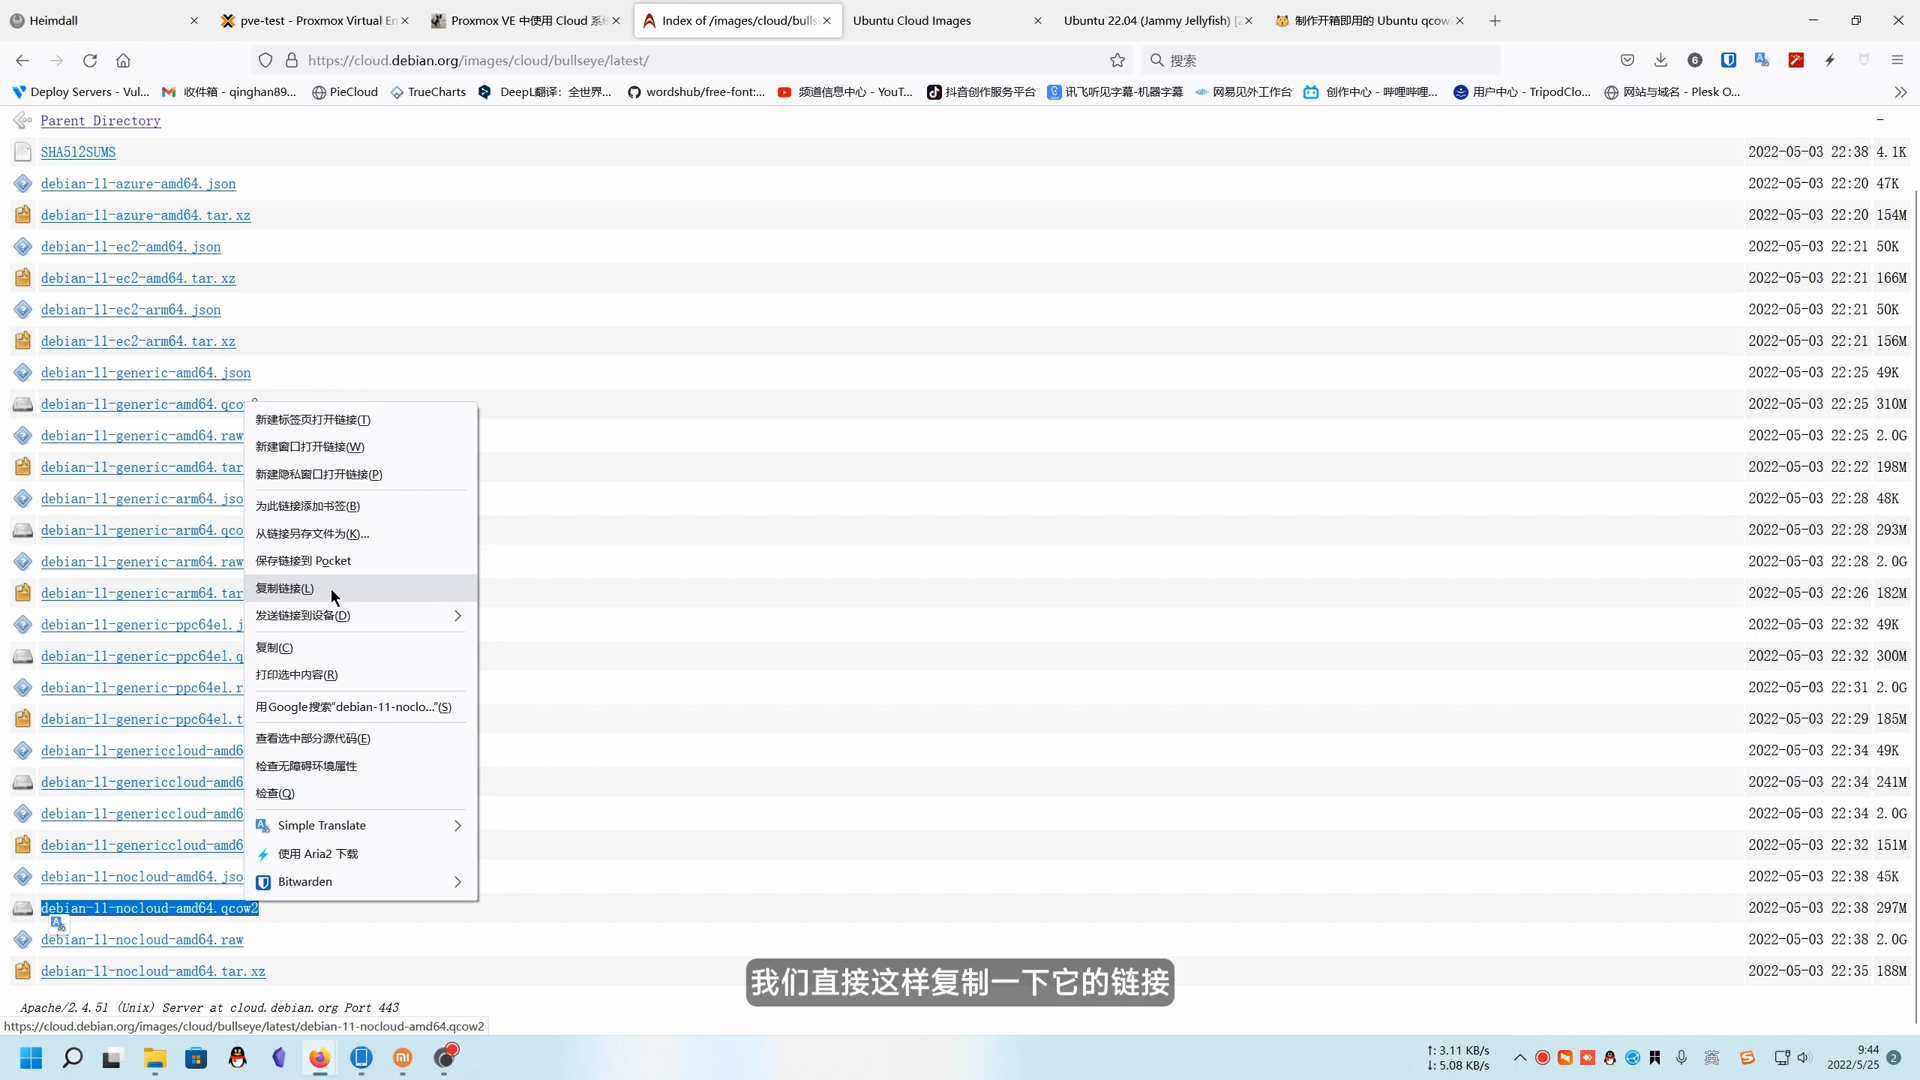 Heimdall
pve-test - Proxmox Virtual En
Proxmox VE 中使用 Cloud 系统
Index of /images/cloud/bulls
Ubuntu Cloud Images
Ubuntu 22.04 (Jammy Jellyfish) [
制作开箱即用的 Ubuntu qcow
https://cloud.debian.org/images/cloud/bullseye/latest/
搜索
Deploy Servers - Vul...
收件箱 - qinghan89...
PieCloud
TrueCharts
DeepL翻译：全世界...
wordshub/free-font:...
频道信息中心 - YouT...
抖音创作服务平台
讯飞听见字幕-机器字幕
网易见外工作台
创作中心 - 哔哩哔哩...
用户中心 - TripodClo...
网站与域名 - Plesk O...
Parent Directory -
SHA512SUMS 2022-05-03 22:38 4.1K
debian-11-azure-amd64.json 2022-05-03 22:20 47K
debian-11-azure-amd64.tar.xz 2022-05-03 22:20 154M
debian-11-ec2-amd64.json 2022-05-03 22:21 50K
debian-11-ec2-amd64.tar.xz 2022-05-03 22:21 166M
debian-11-ec2-arm64.json 2022-05-03 22:21 50K
debian-11-ec2-arm64.tar.xz 2022-05-03 22:21 156M
debian-11-generic-amd64.json 2022-05-03 22:25 49K
debian-11-generic-amd64.qcow2 2022-05-03 22:25 310M
debian-11-generic-amd64.raw 2022-05-03 22:25 2.0G
debian-11-generic-amd64.tar 2022-05-03 22:22 198M
debian-11-generic-arm64.jso 2022-05-03 22:28 48K
debian-11-generic-arm64.qco 2022-05-03 22:28 293M
debian-11-generic-arm64.raw 2022-05-03 22:28 2.0G
debian-11-generic-arm64.tar 2022-05-03 22:26 182M
debian-11-generic-ppc64el.j 2022-05-03 22:32 49K
debian-11-generic-ppc64el.q 2022-05-03 22:32 300M
debian-11-generic-ppc64el.r 2022-05-03 22:31 2.0G
debian-11-generic-ppc64el.t 2022-05-03 22:29 185M
debian-11-genericcloud-amd6 2022-05-03 22:34 49K
debian-11-genericcloud-amd6 2022-05-03 22:34 241M
debian-11-genericcloud-amd6 2022-05-03 22:34 2.0G
debian-11-genericcloud-amd6 2022-05-03 22:32 151M
debian-11-nocloud-amd64.jso 2022-05-03 22:38 45K
debian-11-nocloud-amd64.qcow2 2022-05-03 22:38 297M
debian-11-nocloud-amd64.raw 2022-05-03 22:38 2.0G
debian-11-nocloud-amd64.tar.xz 2022-05-03 22:35 188M
新建标签页打开链接(T)
新建窗口打开链接(W)
新建隐私窗口打开链接(P)
为此链接添加书签(B)
从链接另存文件为(K)...
保存链接到 Pocket
复制链接(L)
发送链接到设备(D)
复制(C)
打印选中内容(R)
用Google搜索“debian-11-noclo...”(S)
查看选中部分源代码(E)
检查无障碍环境属性
检查(Q)
Simple Translate
使用 Aria2 下载
Bitwarden
我们直接这样复制一下它的链接
Apache/2.4.51 (Unix) Server at cloud.debian.org Port 443
https://cloud.debian.org/images/cloud/bullseye/latest/debian-11-nocloud-amd64.qcow2
↑: 3.11 KB/s
↓: 5.08 KB/s
英
9:44
2022/5/25
2